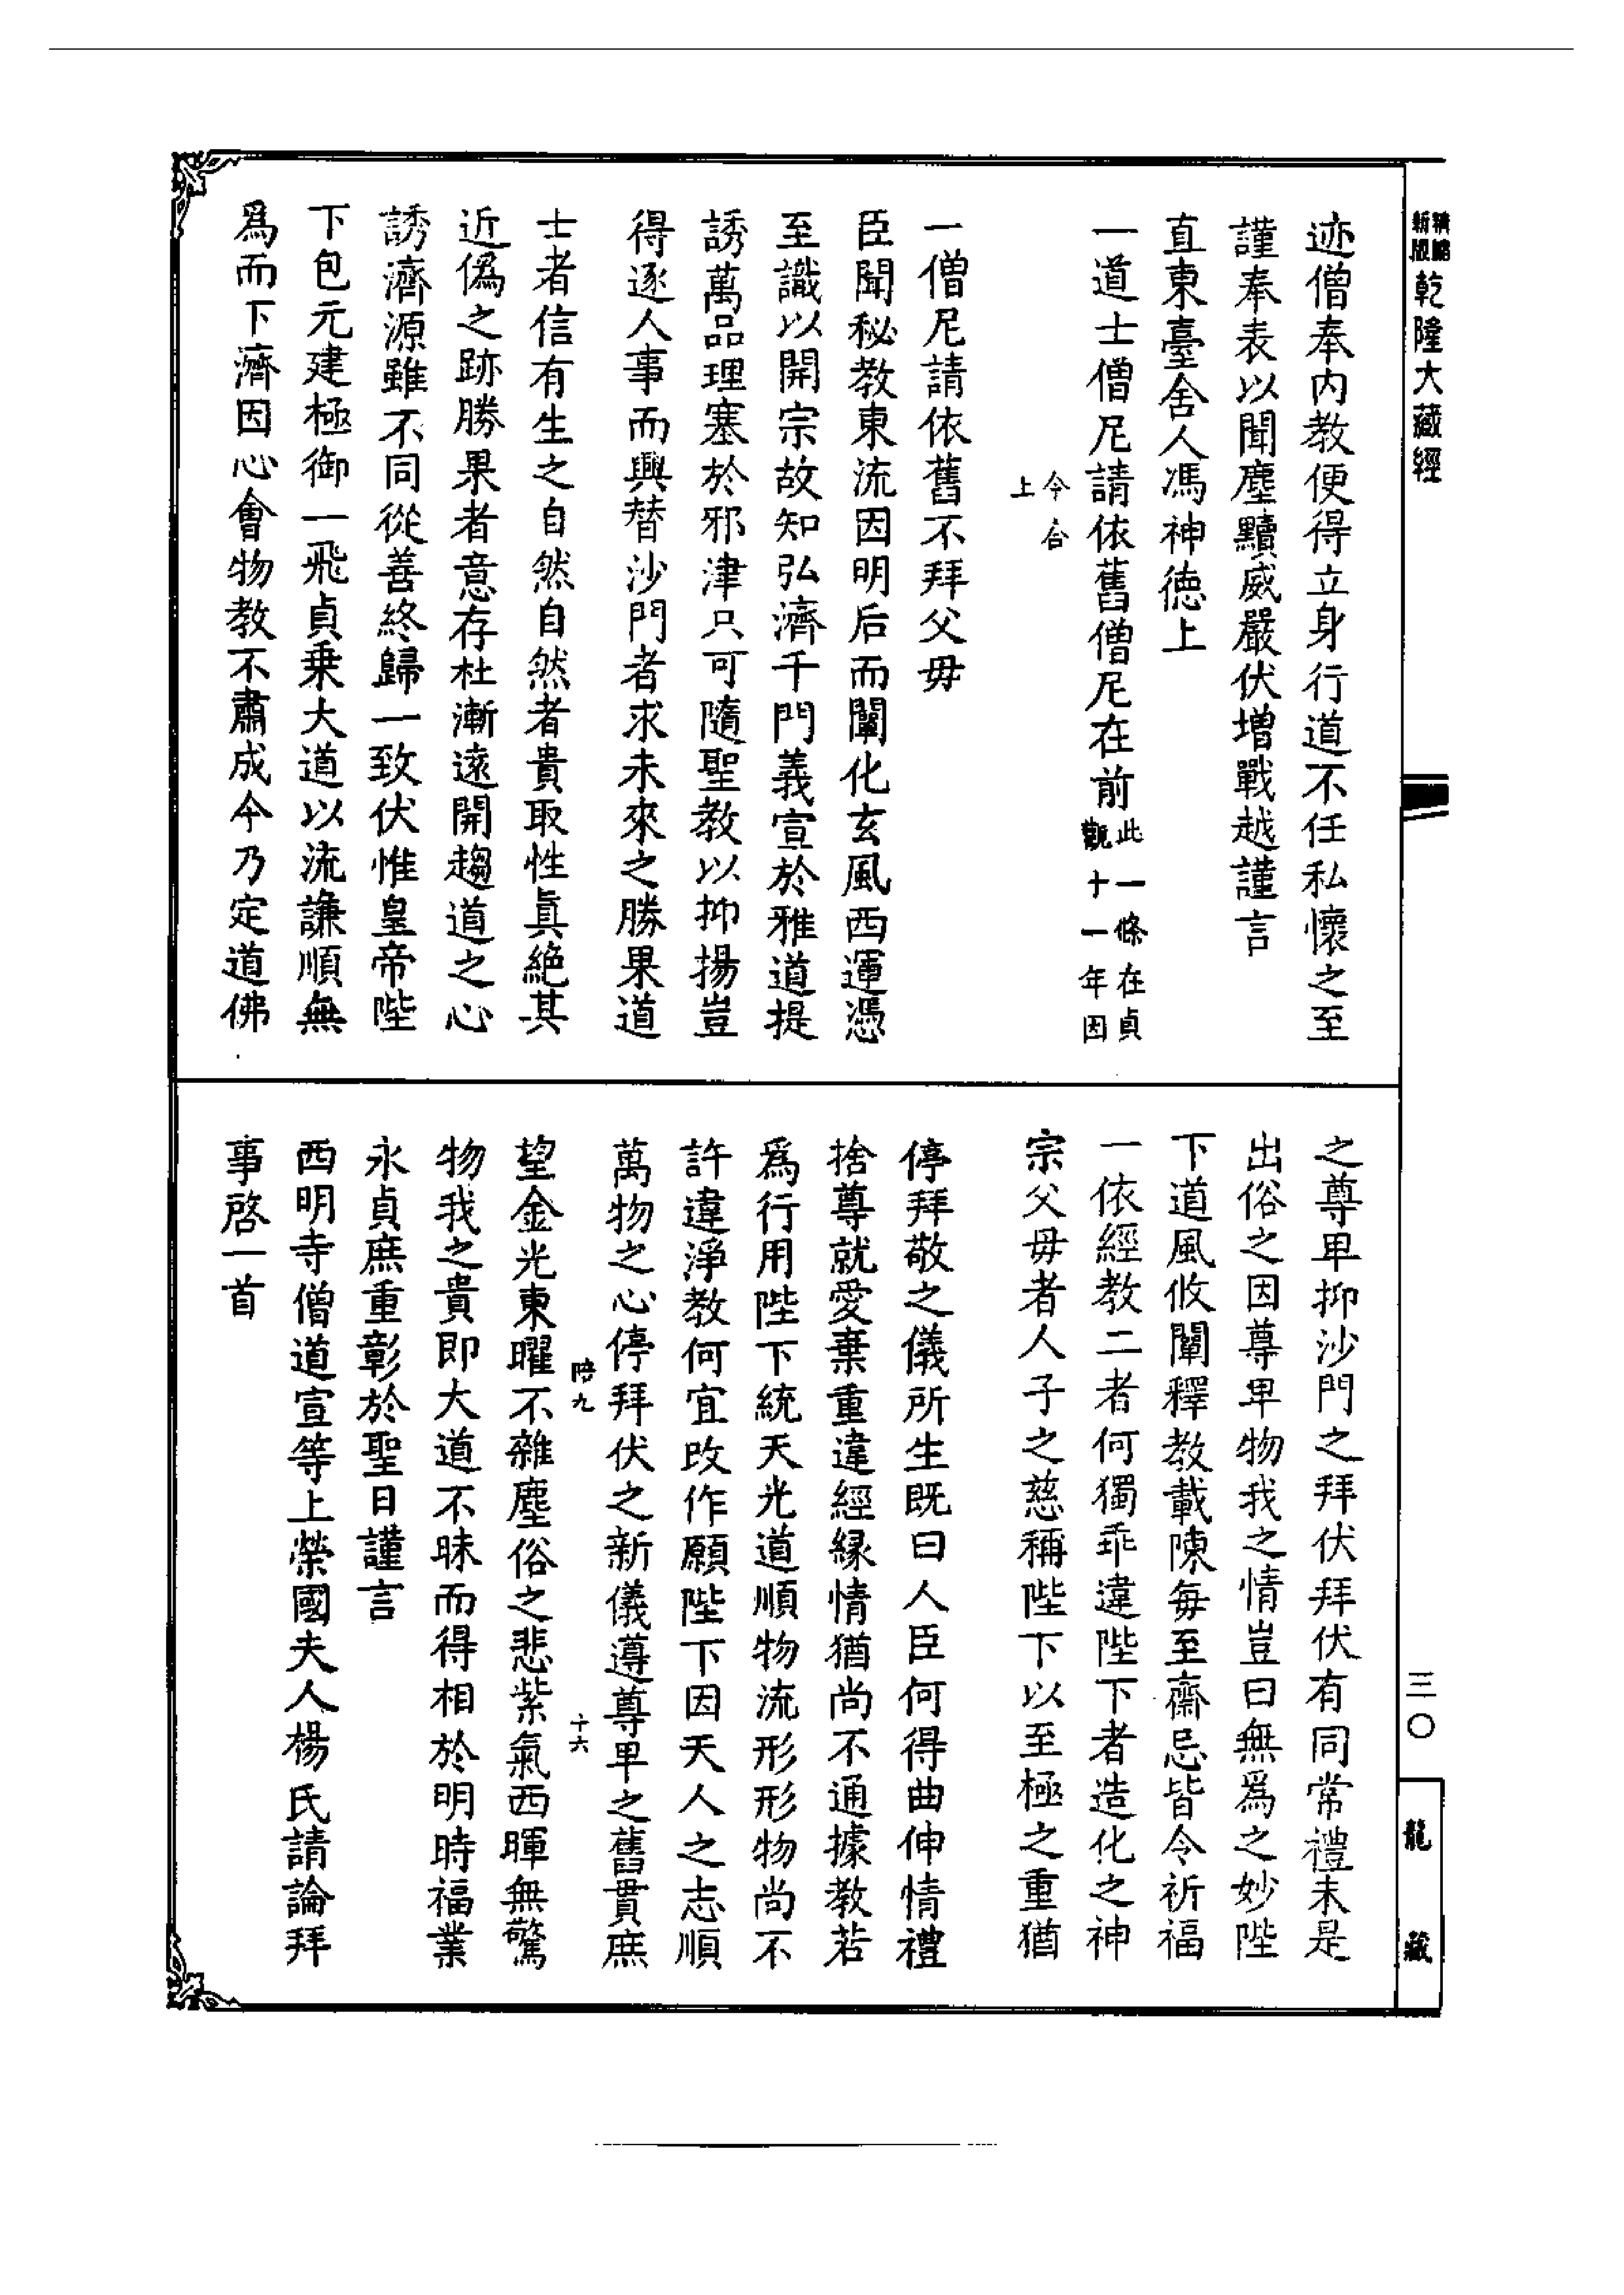 精縮
新版
乾隆大藏經
迹僧奉内教便得立身行道不任私懷之至
謹奉表以聞塵黷威嚴伏增戰越謹言
直東臺舍人馮神德上
一道士僧尼請依舊僧尼在前此一條在貞
觀十一年因
今合
上
一僧尼請依舊不拜父毋
臣聞秘教東流因明后而闡化玄風西運憑
至識以開宗故知弘濟千門義宣於雅道提
誘萬品理塞於邪津只可隨聖教以抑揚豈
得逐人事而興替沙門者求未來之勝果道
士者信有生之自然自然者貴取性真絕其
近偽之跡勝果者意存杜漸遠開趨道之心
誘濟源雖不同從善終歸一致伏惟皇帝陛
下包元建極御一飛貞乗大道以流謙順無
爲而下濟因心會物教不肅成今乃定道佛
之尊卑抑沙門之拜伏拜伏有同常禮未是
出俗之因尊卑物我之情豈曰無爲之妙陛
下道風攸闡釋教載陳毎至齋忌皆令祈福
一依經教二者何獨乖違陛下者造化之神
宗父毋者人子之慈稱陛下以至極之重猶
停拜敬之儀所生既曰人臣何得曲伸情禮
捨尊就愛棄重違經緣情猶尚不通據教若
爲行用陛下統天光道順物流形形物尚不
許違淨教何宜改作願陛下因天人之志順
萬物之心停拜伏之新儀遵尊卑之舊貫庶
陪九
十六
望金光東曜不雜塵俗之悲紫氣西暉無驚
物我之貴即大道不昧而得相於明時福業
永貞庶重彰於聖日謹言
西明寺僧道宣等上榮國夫人楊氏請論拜
事啓一首
三〇
龍藏